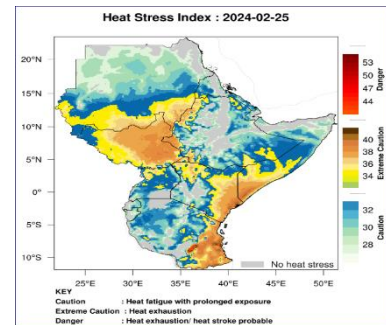 Heat Stress Index : 2024-02-25
20°N
15°N
10°N
5°N
0°
5°S
10°S
25°E 30°E 35°E 40°E 45°E 50°E
No heat stress
53
52
47
44
Danger
40
38
36
34
Extreme Caution
32
30
28
Caution
KEY
Caution : Heat fatigue with prolonged exposure
Extreme Caution : Heat exhaustion
Danger : Heat exhaustion/ heat stroke probable